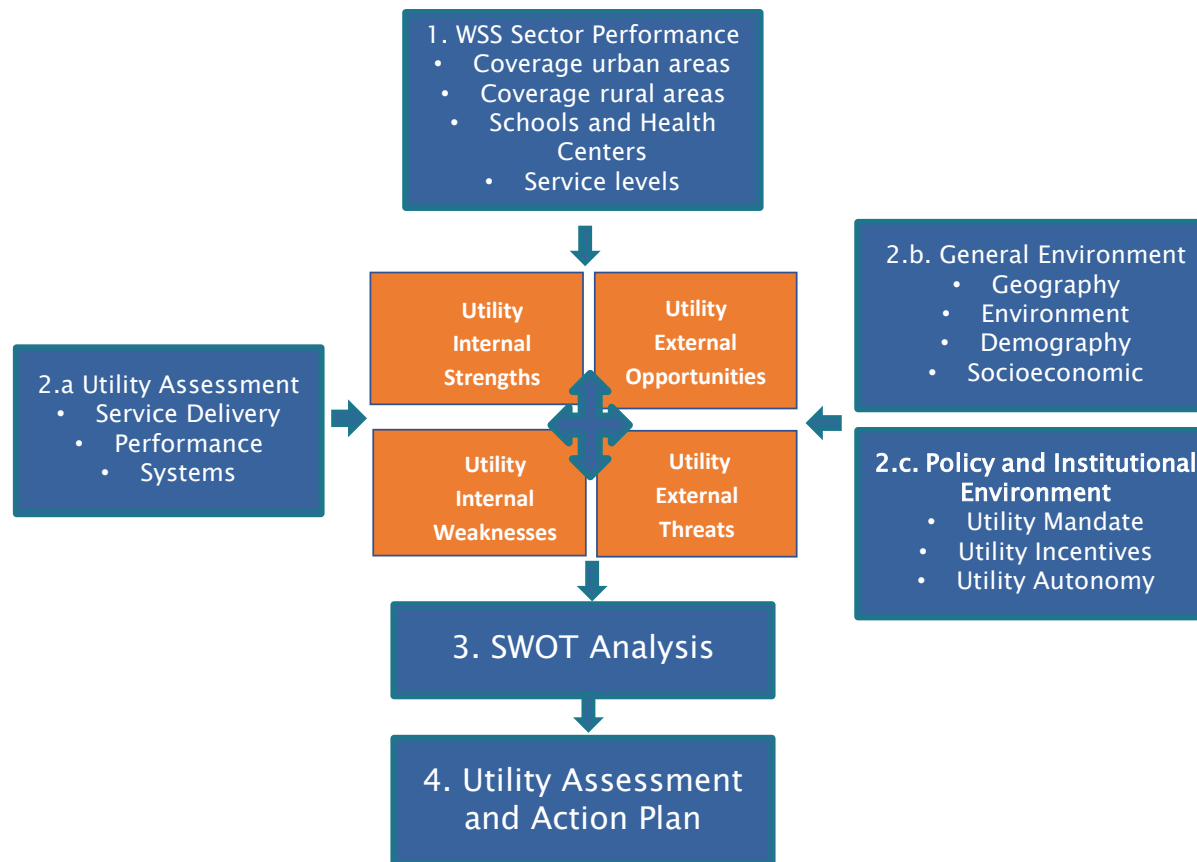 1. WSS Sector Performance
• Coverage urban areas
• Coverage rural areas
• Schools and Health
Centers
• Service levels
2.a Utility Assessment
• Service Delivery
• Performance
• Systems
Utility
Internal
Strengths
Utility
External
Opportunities
Utility
Internal
Weaknesses
Utility
External
Threats
2.b. General Environment
• Geography
• Environment
• Demography
• Socioeconomic
2.c. Policy and Institutional
Environment
• Utility Mandate
• Utility Incentives
• Utility Autonomy
3. SWOT Analysis
4. Utility Assessment
and Action Plan